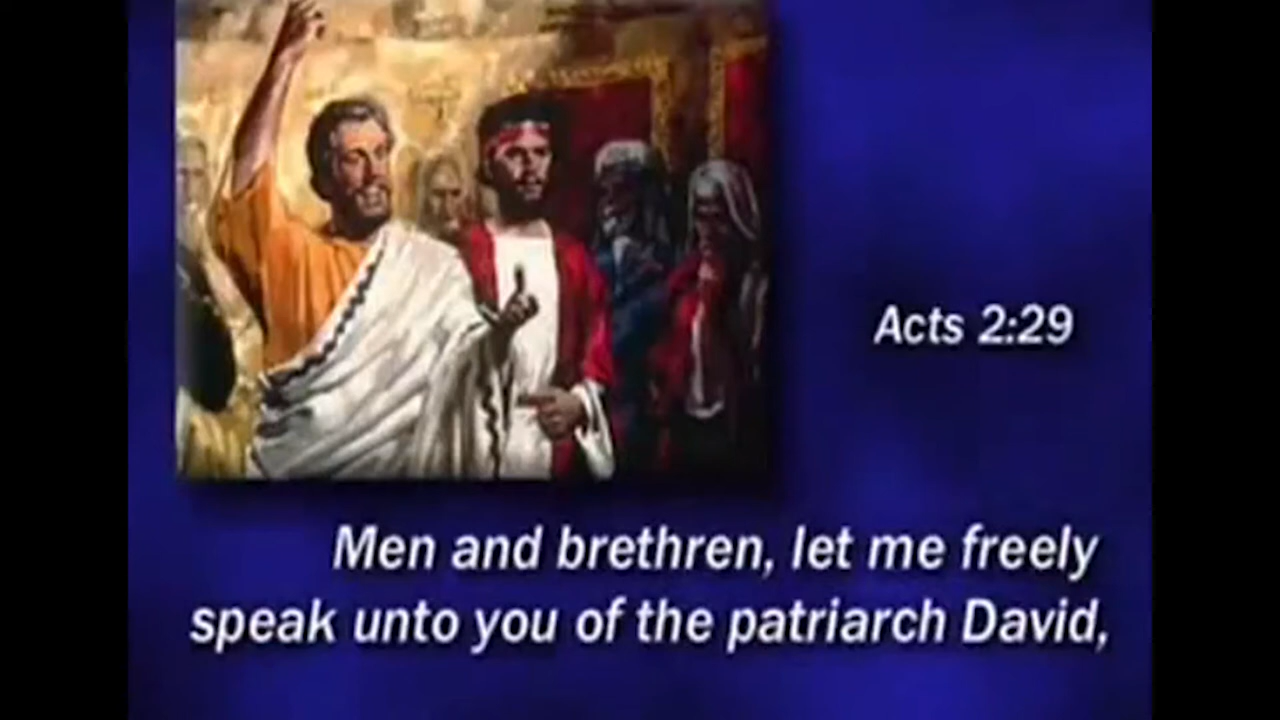 Acts 2:29
Men and brethren, let me freely
speak unto you of the patriarch David,